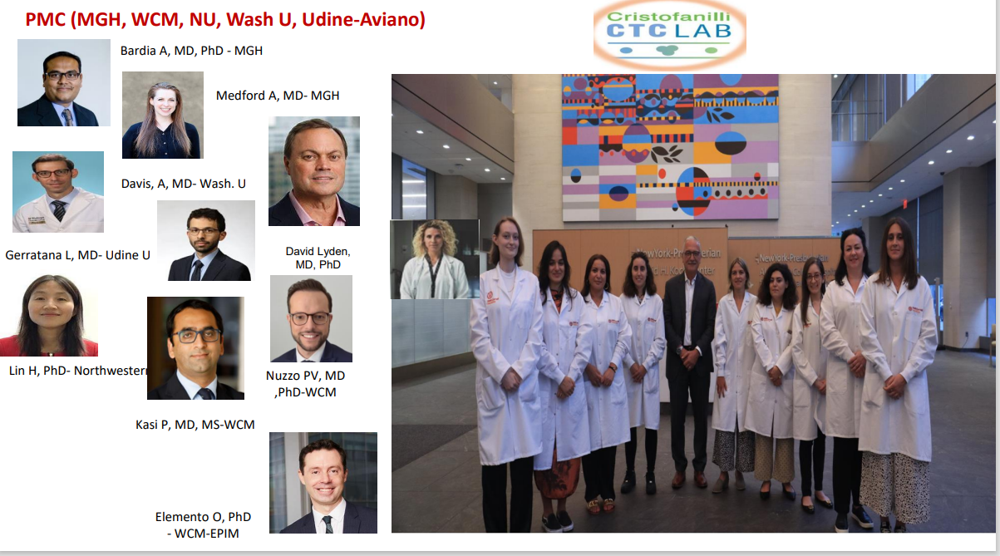 PMC (MGH, WCM, NU, Wash U, Udine-Aviano)
Cristofanilli
CTC LAB
Bardia A, MD, PhD - MGH
Medford A, MD- MGH
Davis, A, MD- Wash. U
Gerratana L, MD- Udine U
David Lyden,
MD, PhD
Lin H, PhD- Northwestern
Nuzzo PV, MD
,PhD-WCM
Kasi P, MD, MS-WCM
Elemento O, PhD
- WCM-EPIM
NewYork-Presbyterian
NewYork-Presb